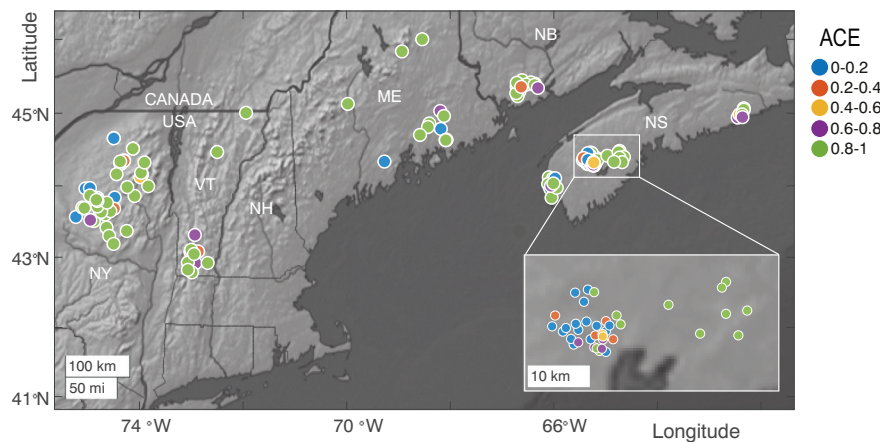 Latitude
45°N
43°N
41°N
CANADA
USA
NB
ME
NS
VT
NH
NY
100 km
50 mi
10 km
74 °W
70 °W
66°W
Longitude
ACE
0-0.2
0.2-0.4
0.4-0.6
0.6-0.8
0.8-1